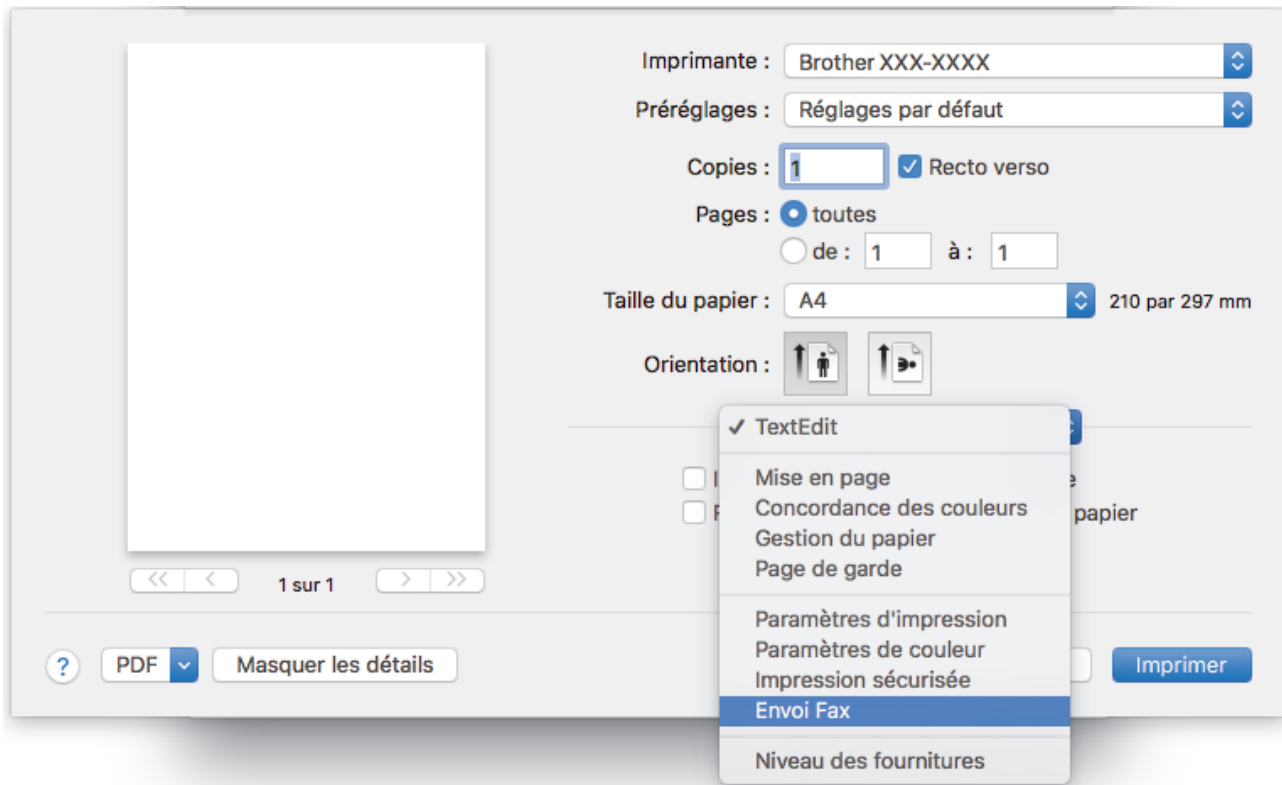 Imprimante : Brother XXX-XXXX
Préréglages : Réglages par défaut
Copies : 1 Recto verso
Pages : toutes
de : 1 à : 1
Taille du papier : A4 210 par 297 mm
Orientation :
✓ TextEdit
Mise en page
Concordance des couleurs
papier
Gestion du papier
Page de garde
<< < 1 sur 1 > >>
Paramètres d'impression
Paramètres de couleur
Impression sécurisée
Envoi Fax
Niveau des fournitures
? PDF Masquer les détails Imprimer